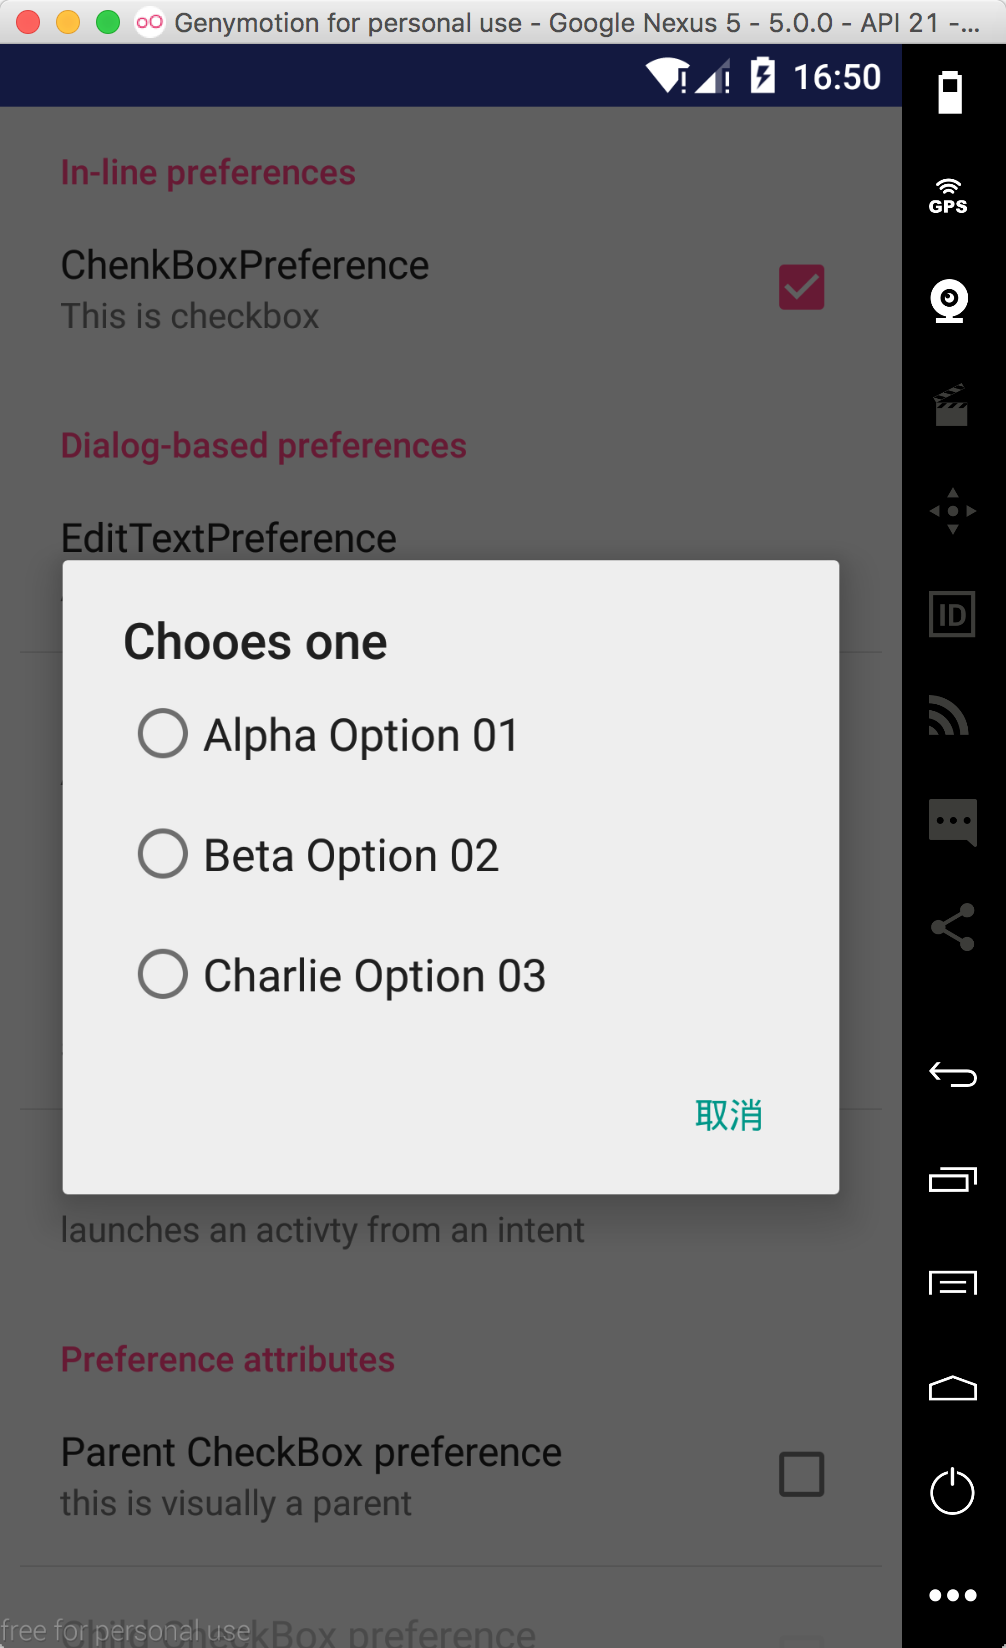 Genymotion for personal use - Google Nexus 5 - 5.0.0 - API 21 -...
16:50
GPS
In-line preferences
ChenkBoxPreference
This is checkbox
Dialog-based preferences
EditTextPreference
ID
Chooes one
Alpha Option 01
Beta Option 02
Charlie Option 03
取消
launches an activty from an intent
Preference attributes
Parent CheckBox preference
this is visually a parent
Child CheckBox preference
free for personal use